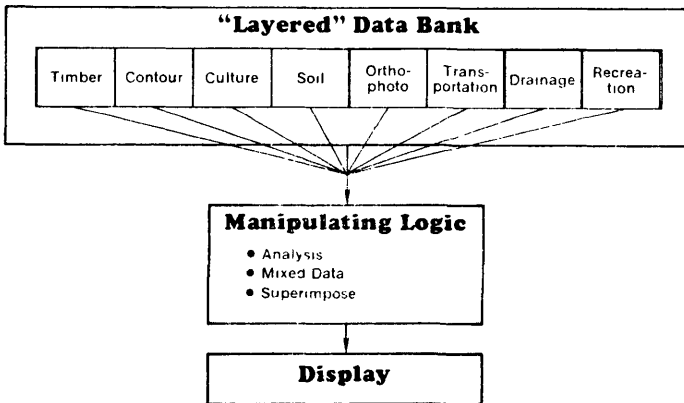 “Layered” Data Bank
Timber
Contour
Culture
Soil
Ortho-
photo
Trans-
portation
Drainage
Recrea-
tion
Manipulating Logic
• Analysis
• Mixed Data
• Superimpose
Display